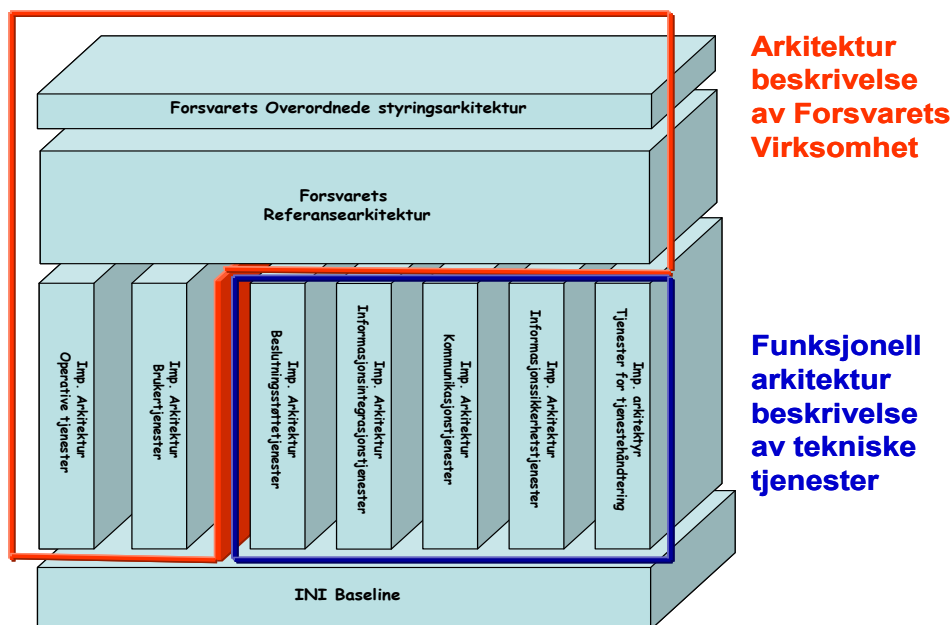 Forsvarets Overordnede styringsarkitektur
Forsvarets
Referansearkitektur
Imp. Arkitektur
Operative tjenester
Imp. Arkitektur
Brukertjenester
Imp. Arkitektur
Beslutningsstøttetjenester
Imp. Arkitektur
Informasjonsintegrasjonstjenester
Imp. Arkitektur
Kommunikasjonstjenester
Imp. Arkitektur
Informasjonssikkerhetstjenester
Imp. arkitektyr
Tjenester for tjenestehåndtering
INI Baseline
Arkitektur
beskrivelse
av Forsvarets
Virksomhet
Funksjonell
arkitektur
beskrivelse
av tekniske
tjenester